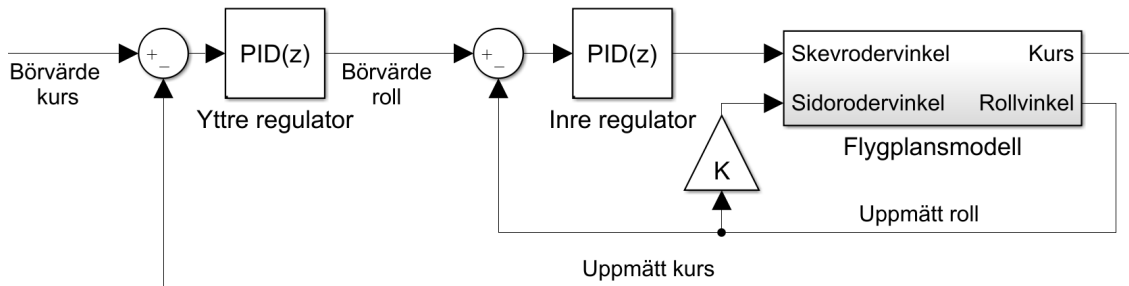 Börvärde
kurs
+
−
PID(z)
Yttre regulator
Börvärde
roll
+
−
PID(z)
Inre regulator
K
Skevrodervinkel
Kurs
Sidorodervinkel
Rollvinkel
Flygplansmodell
Uppmätt roll
Uppmätt kurs